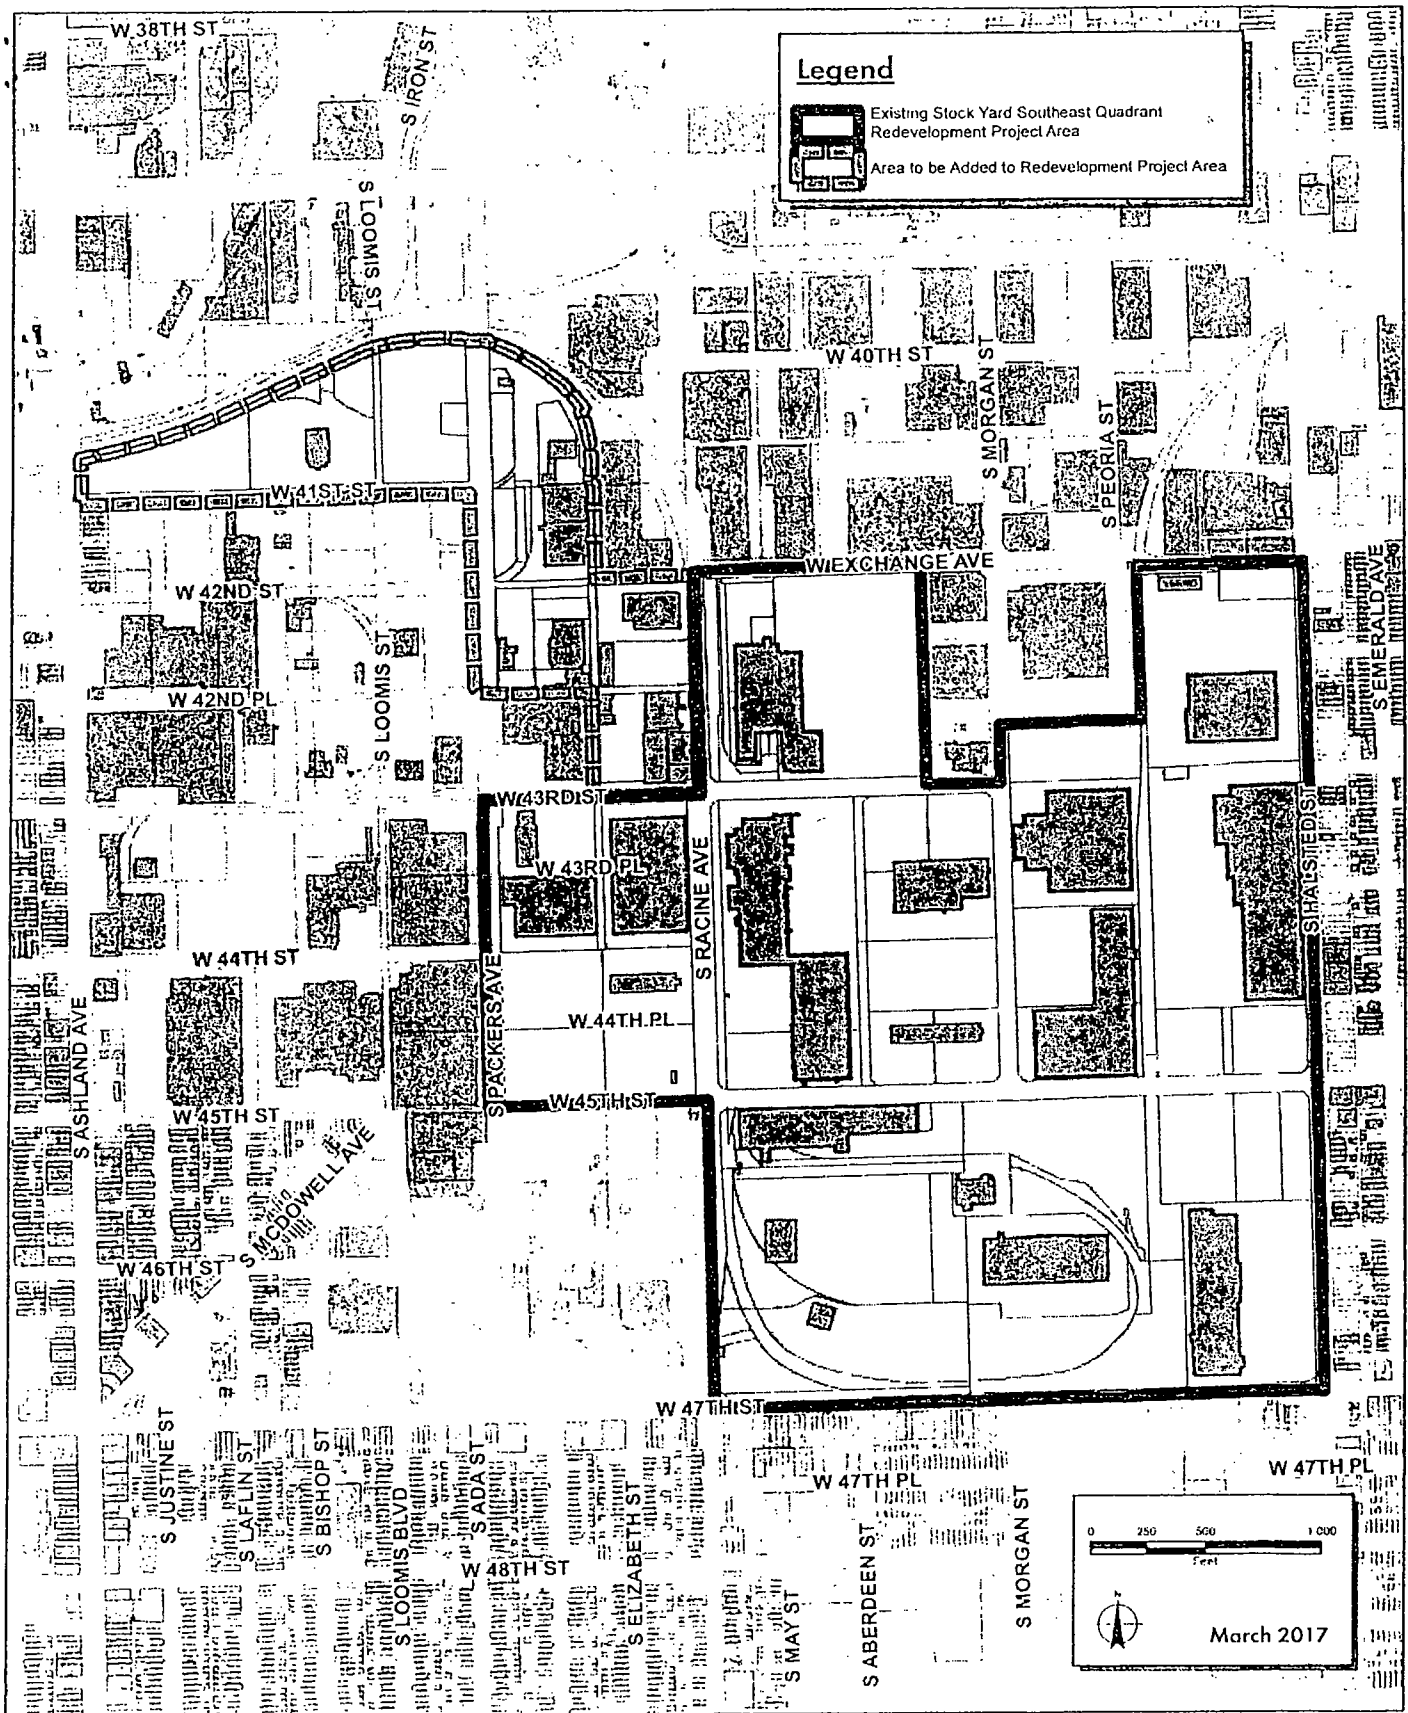 W 38TH ST
S IRON ST
Legend
Existing Stock Yard Southeast Quadrant
Redevelopment Project Area
Area to be Added to Redevelopment Project Area
S LOOMIS ST
W 40TH ST
S MORGAN ST
S PEORIA ST
W 41ST ST
W EXCHANGE AVE
W 42ND ST
S EMERALD AVE
S LOOMIS ST
W 42ND PL
W 43RD ST
S HALSTED ST
W 43RD PL
S RACINE AVE
W 44TH ST
S PACKERS AVE
S ASHLAND AVE
W 44TH PL
W 45TH ST
W 45TH ST
S MCDOWELL AVE
W 46TH ST
W 47TH ST
W 47TH PL
W 47TH PL
S JUSTINE ST
S LAFLIN ST
S BISHOP ST
S LOOMIS BLVD
S ADA ST
S ELIZABETH ST
W 48TH ST
S MAY ST
S ABERDEEN ST
S MORGAN ST
0 250 500 1 000
Feet
March 2017